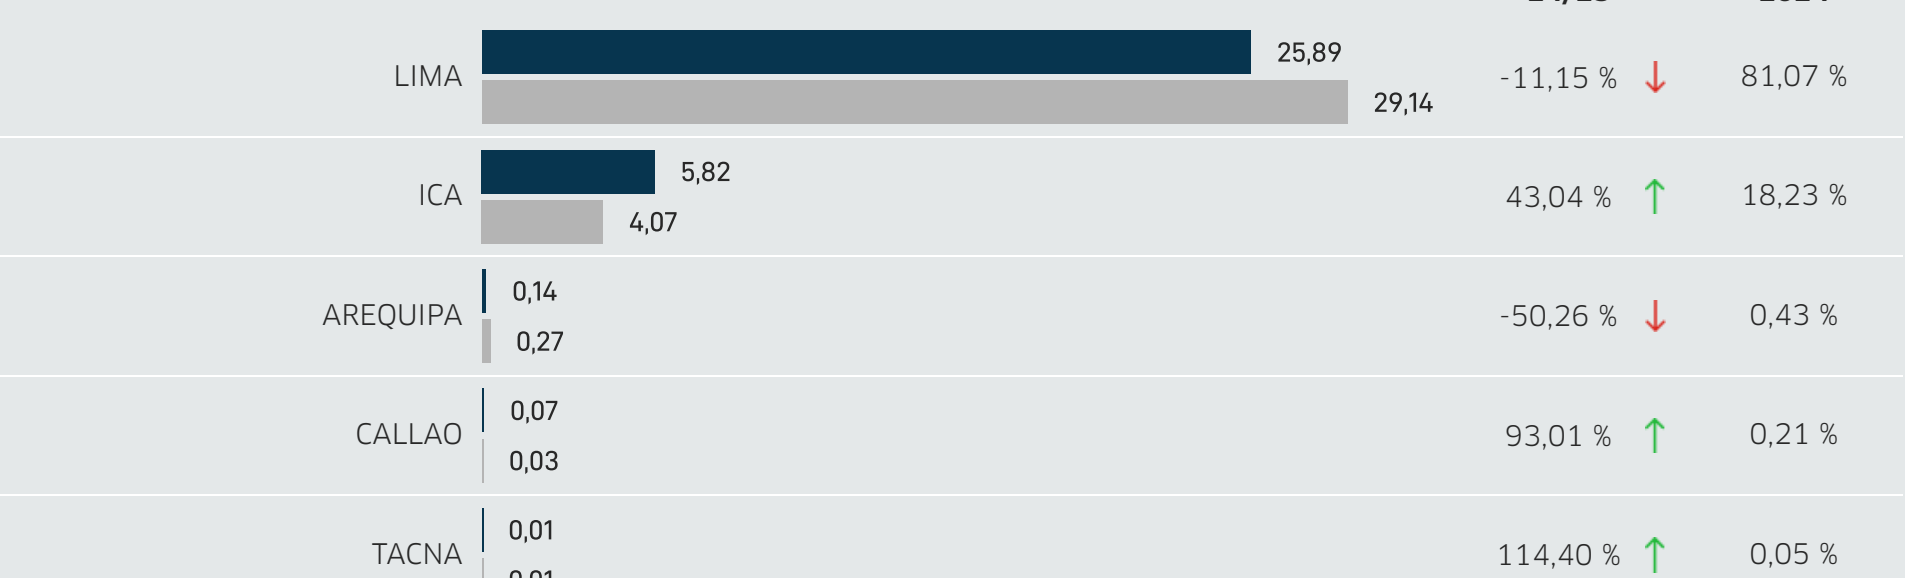 LIMA 25,89 -11,15 % ↓ 81,07 %
29,14
ICA 5,82 43,04 % ↑ 18,23 %
4,07
AREQUIPA 0,14 -50,26 % ↓ 0,43 %
0,27
CALLAO 0,07 93,01 % ↑ 0,21 %
0,03
TACNA 0,01 114,40 % ↑ 0,05 %